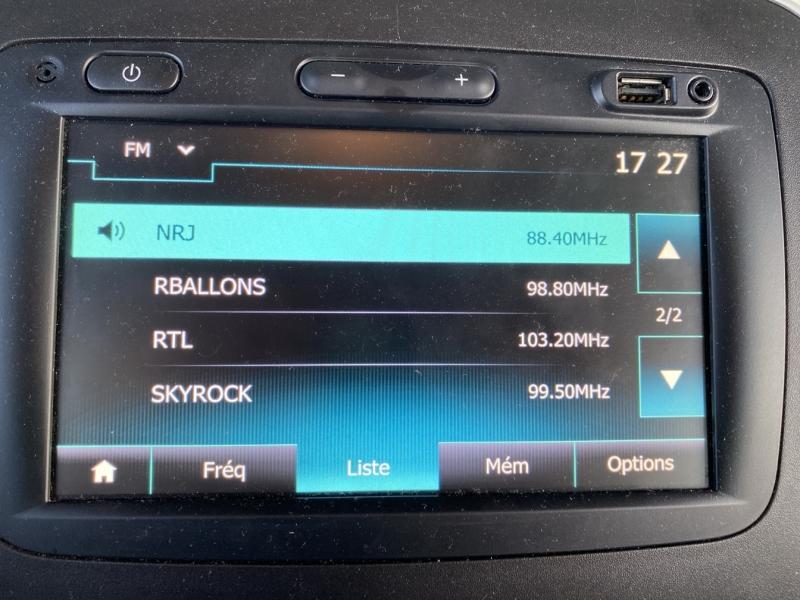 FM
17 27
NRJ 88.40MHz
RBALLONS 98.80MHz
2/2
RTL 103.20MHz
SKYROCK 99.50MHz
Fréq Liste Mém Options